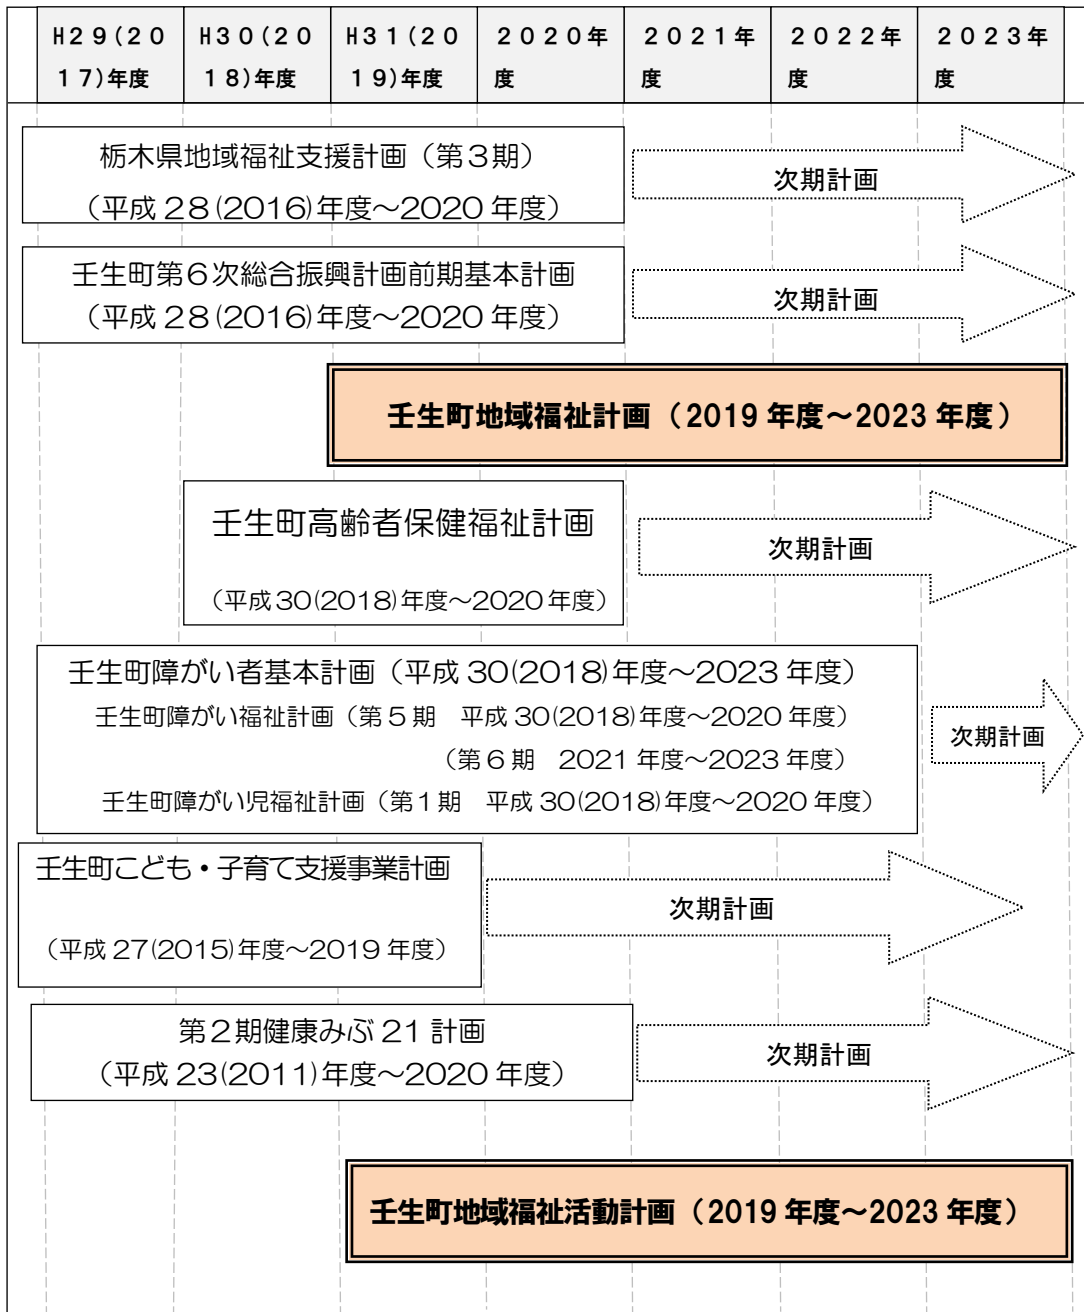 H29(20
17)年度
H30(20
18)年度
H31(20
19)年度
2020年
度
2021年
度
2022年
度
2023年
度
栃木県地域福祉支援計画（第3期）
（平成28(2016)年度～2020年度）
次期計画
壬生町第6次総合振興計画前期基本計画
（平成28(2016)年度～2020年度）
次期計画
壬生町地域福祉計画（2019年度～2023年度）
壬生町高齢者保健福祉計画
（平成30(2018)年度～2020年度）
次期計画
壬生町障がい者基本計画（平成30(2018)年度～2023年度）
壬生町障がい福祉計画（第5期　平成30(2018)年度～2020年度）
（第6期　2021年度～2023年度）
壬生町障がい児福祉計画（第1期　平成30(2018)年度～2020年度）
次期計画
壬生町こども・子育て支援事業計画
（平成27(2015)年度～2019年度）
次期計画
第2期健康みぶ21計画
（平成23(2011)年度～2020年度）
次期計画
壬生町地域福祉活動計画（2019年度～2023年度）